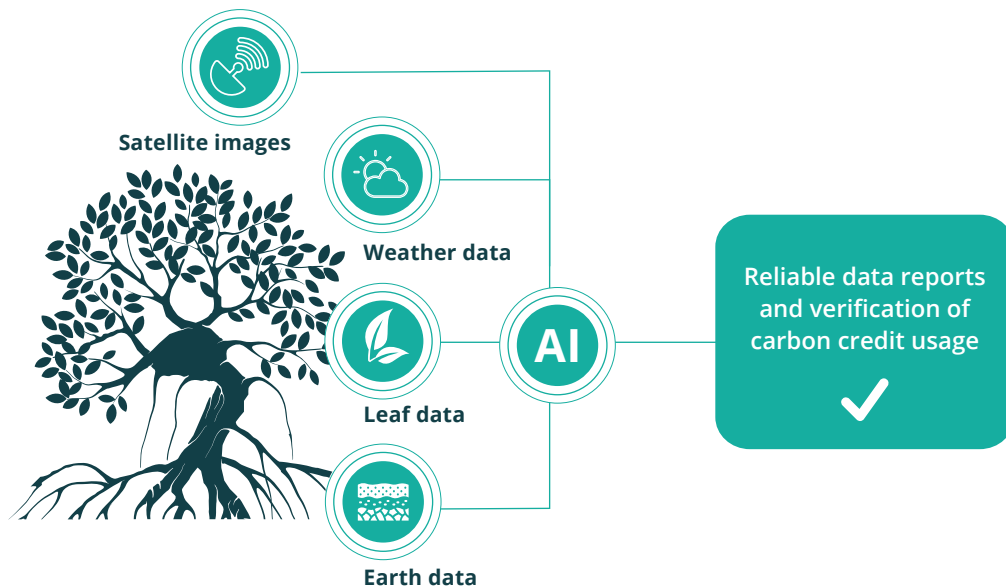 Satellite images
Weather data
Leaf data
Earth data
AI
Reliable data reports
and verification of
carbon credit usage